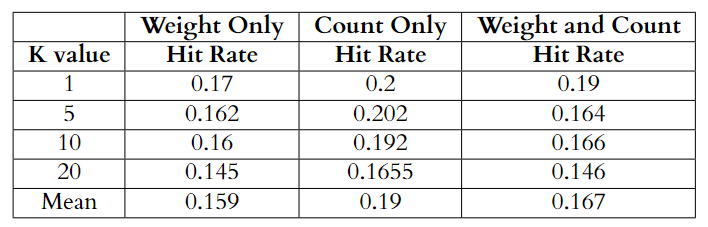 Weight Only Count Only Weight and Count
K value Hit Rate Hit Rate Hit Rate
1 0.17 0.2 0.19
5 0.162 0.202 0.164
10 0.16 0.192 0.166
20 0.145 0.1655 0.146
Mean 0.159 0.19 0.167